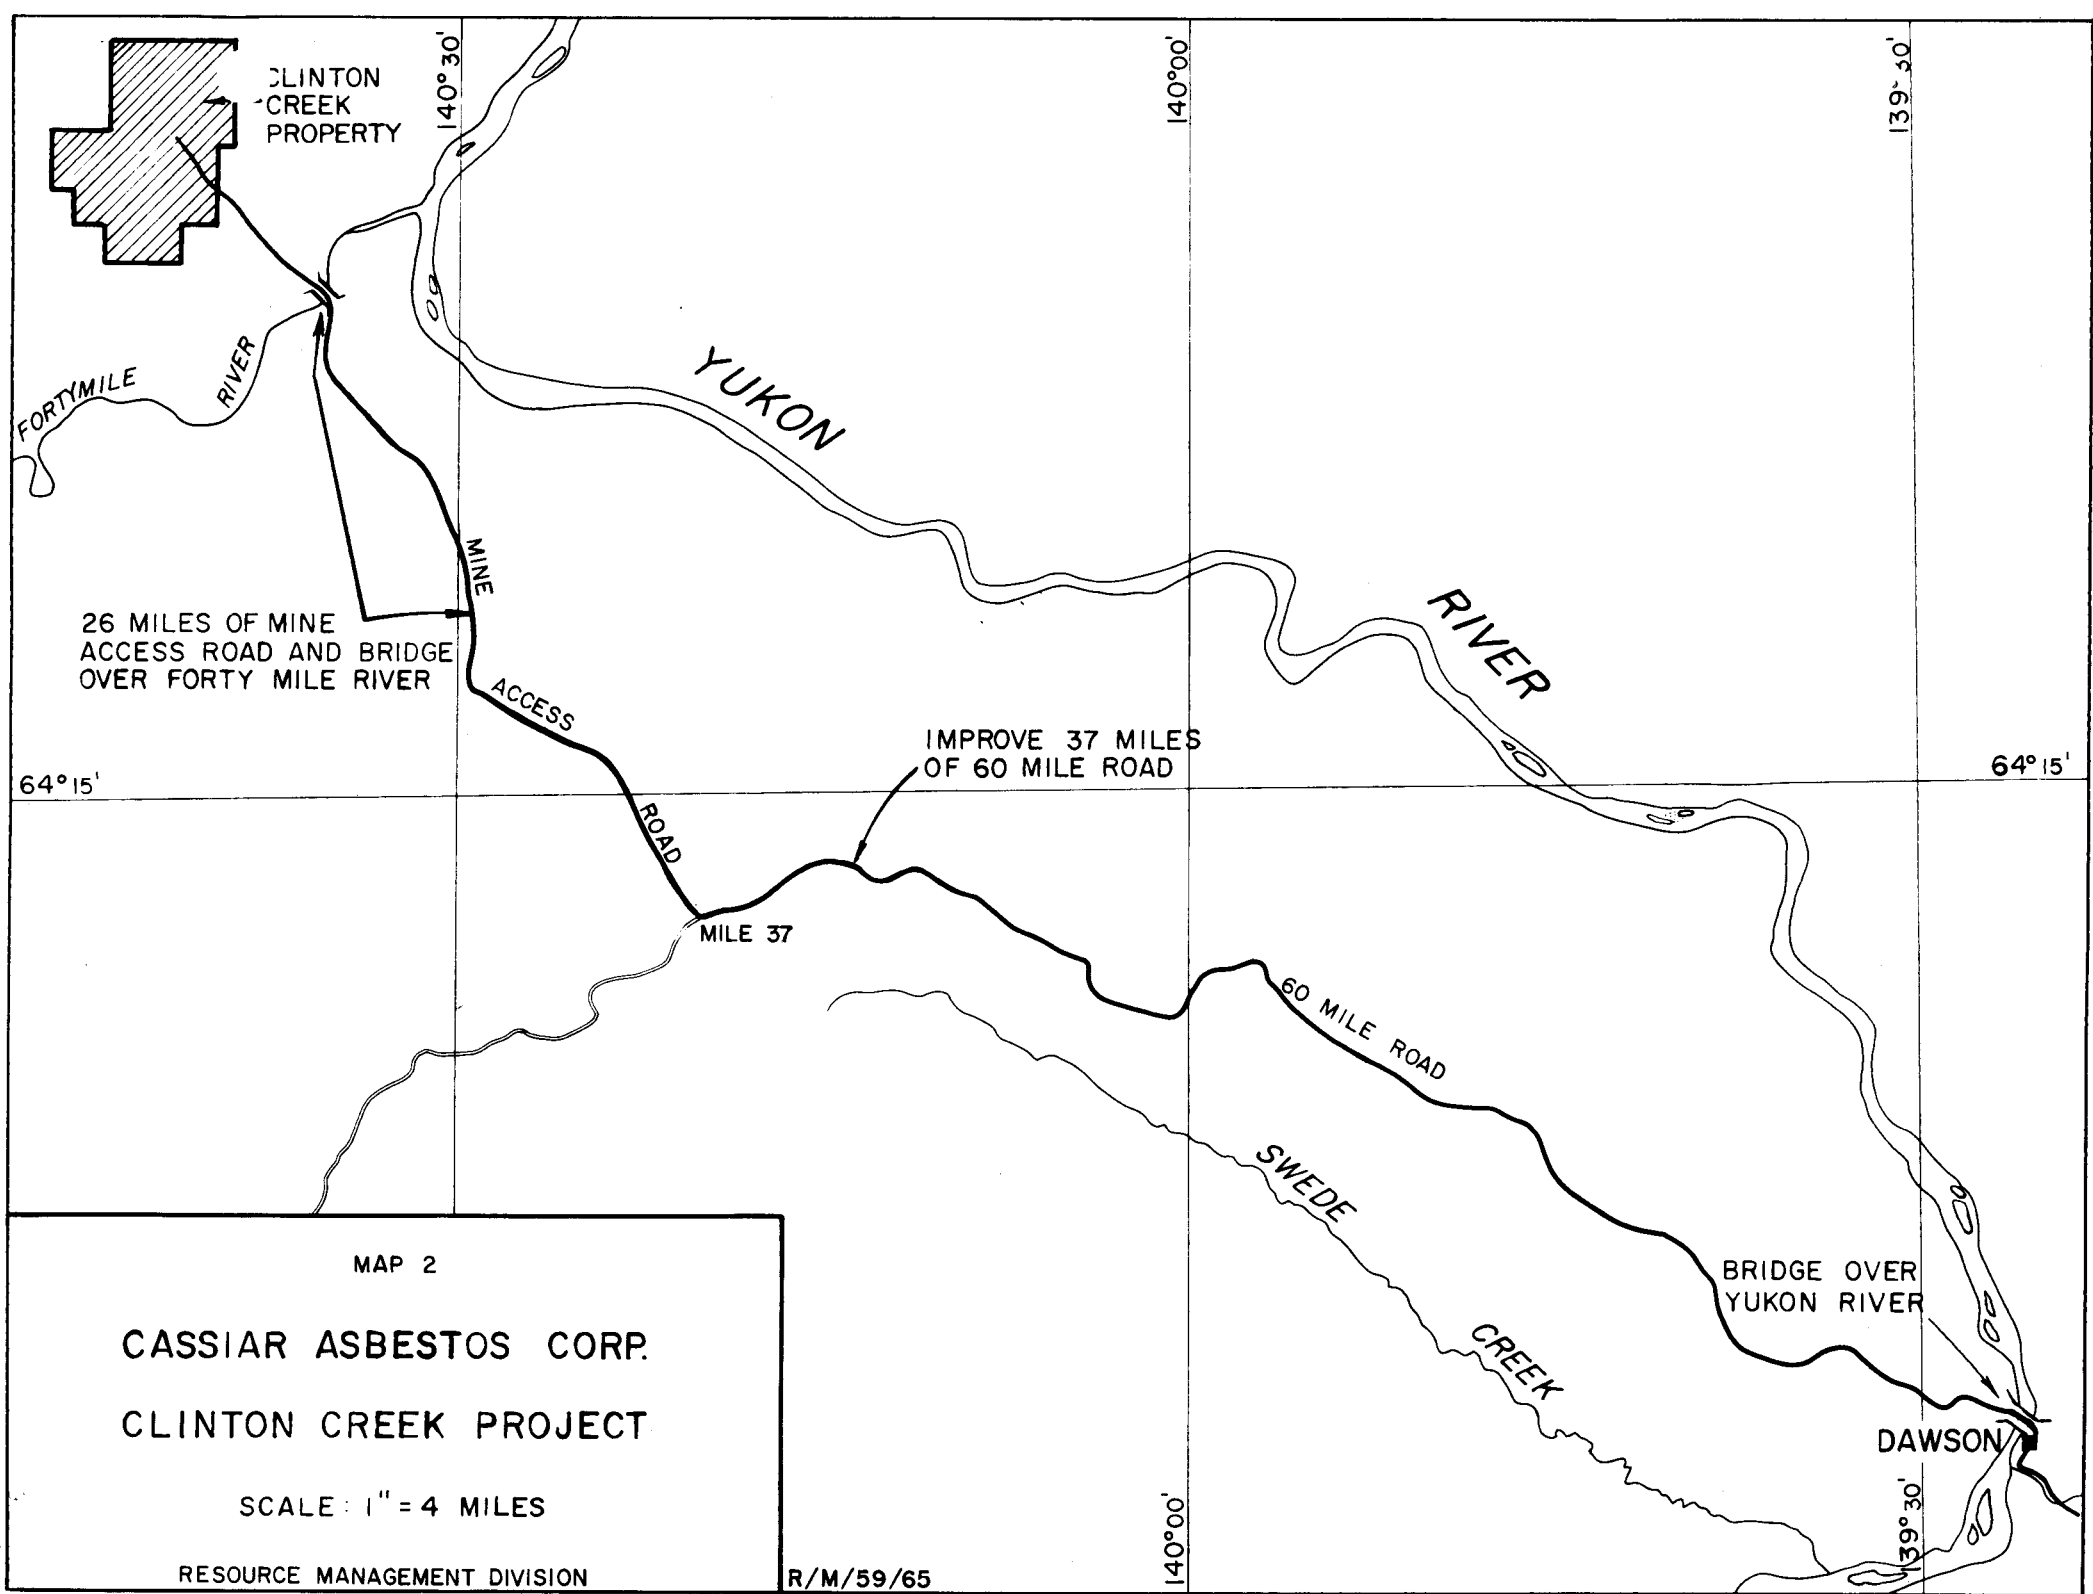 CLINTON
CREEK
PROPERTY
140° 30'
140°00'
139° 30'
FORTYMILE RIVER
YUKON RIVER
MINE ACCESS ROAD
26 MILES OF MINE
ACCESS ROAD AND BRIDGE
OVER FORTY MILE RIVER
IMPROVE 37 MILES
OF 60 MILE ROAD
64° 15'
64° 15'
MILE 37
60 MILE ROAD
SWEDE CREEK
BRIDGE OVER
YUKON RIVER
DAWSON
140°00'
139° 30'
MAP 2
CASSIAR ASBESTOS CORP.
CLINTON CREEK PROJECT
SCALE: 1" = 4 MILES
RESOURCE MANAGEMENT DIVISION
R/M/59/65